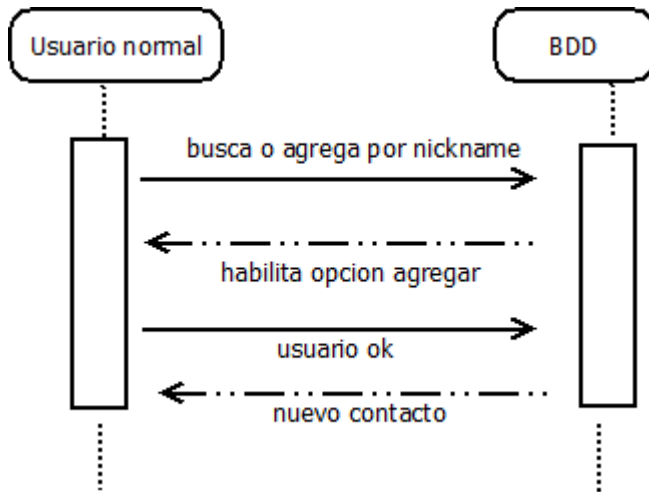 Usuario normal
BDD
busca o agrega por nickname
habilita opcion agregar
usuario ok
nuevo contacto